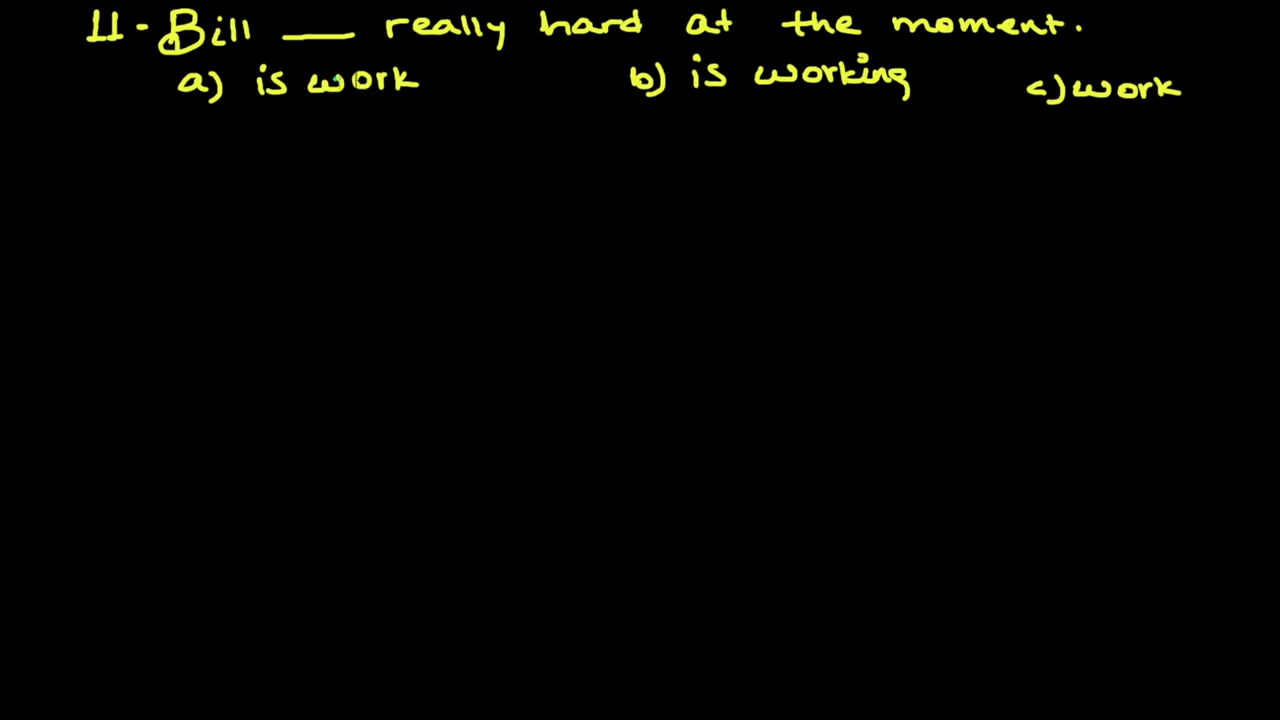 11- Bill ___ really hard at the moment.
a) is work b) is working c) work